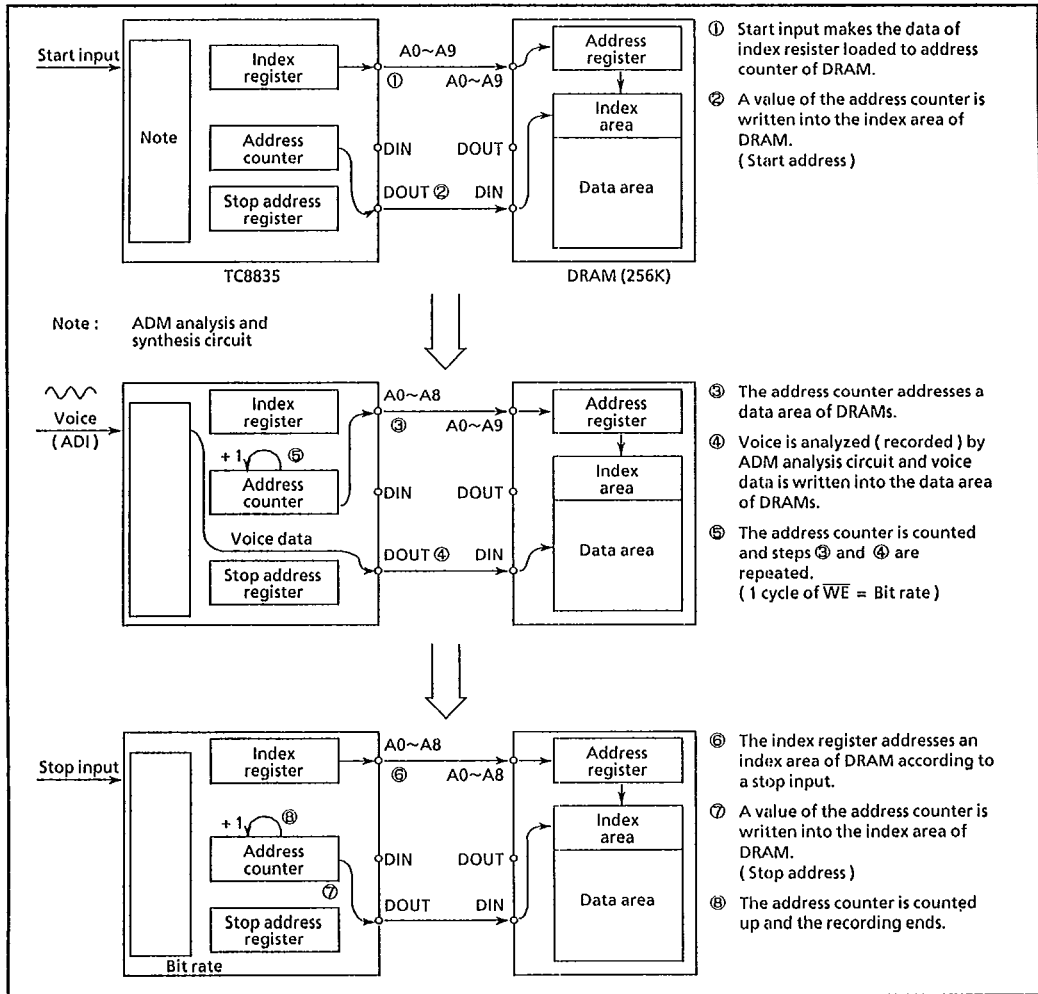 Start input
Note
Index
register
Address
counter
Stop address
register
A0~A9
①
A0~A9
DIN
DOUT
DOUT ②
DIN
Address
register
Index
area
Data area
TC8835
DRAM (256K)
① Start input makes the data of
index resister loaded to address
counter of DRAM.
② A value of the address counter is
written into the index area of
DRAM.
( Start address )
Note : ADM analysis and
synthesis circuit
Voice
( ADI )
Index
register
+ 1
⑤
Address
counter
Voice data
Stop address
register
A0~A8
③
A0~A9
DIN
DOUT
DOUT ④
DIN
Address
register
Index
area
Data area
③ The address counter addresses a
data area of DRAMs.
④ Voice is analyzed ( recorded ) by
ADM analysis circuit and voice
data is written into the data area
of DRAMs.
⑤ The address counter is counted
and steps ③ and ④ are
repeated.
( 1 cycle of W̅E̅ = Bit rate )
Stop input
Index
register
+ 1
⑧
Address
counter
⑦
Stop address
register
Bit rate
A0~A8
⑥
A0~A8
DIN
DOUT
DOUT
DIN
Address
register
Index
area
Data area
⑥ The index register addresses an
index area of DRAM according to
a stop input.
⑦ A value of the address counter is
written into the index area of
DRAM.
( Stop address )
⑧ The address counter is counted
up and the recording ends.